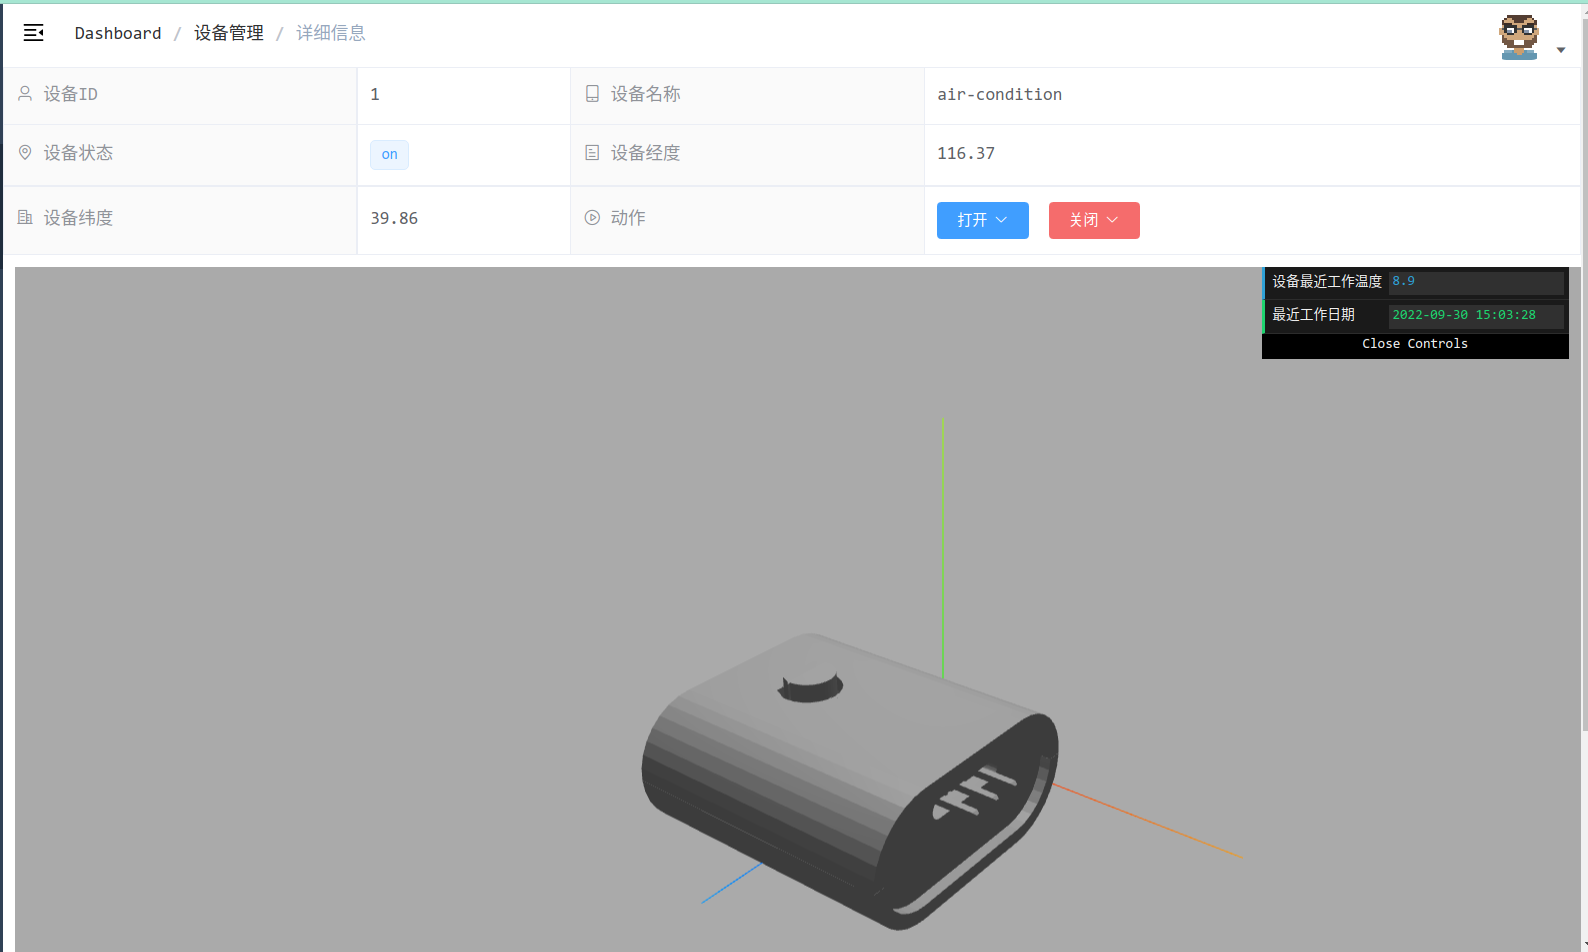 Dashboard / 设备管理 / 详细信息
设备ID 1 设备名称 air-condition
设备状态 on 设备经度 116.37
设备纬度 39.86 动作 打开 关闭
设备最近工作温度 8.9
最近工作日期 2022-09-30 15:03:28
Close Controls